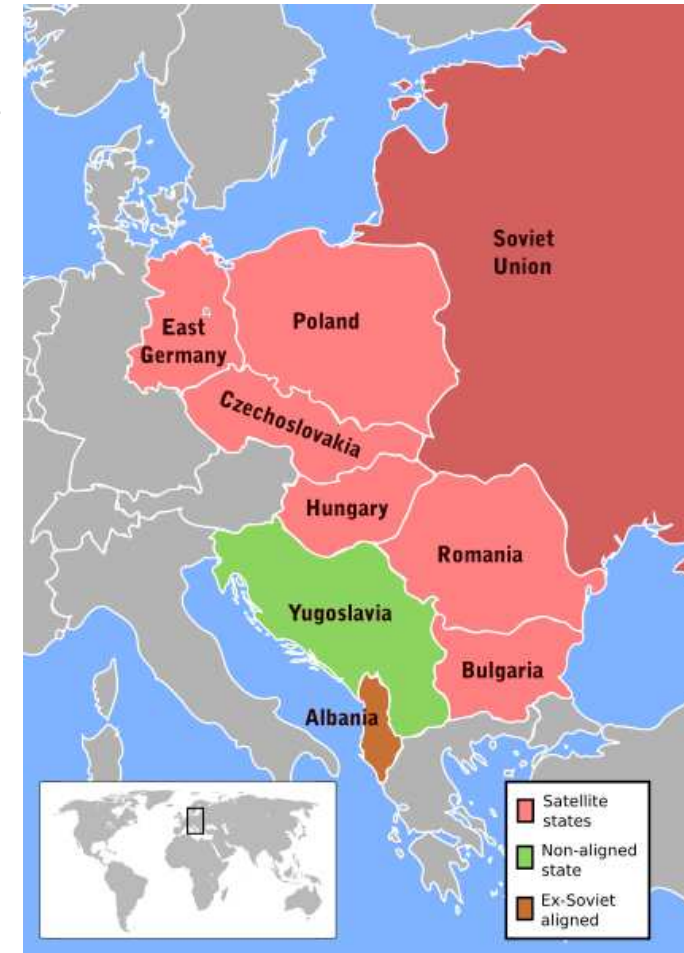 Soviet
Union
Poland
East
Germany
Czechoslovakia
Hungary
Romania
Yugoslavia
Bulgaria
Albania
Satellite
states
Non-aligned
state
Ex-Soviet
aligned